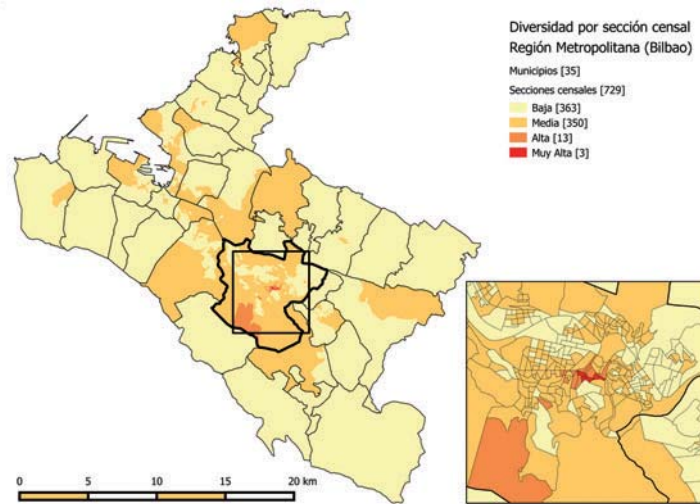 Diversidad por sección censal
Región Metropolitana (Bilbao)
Municipios [35]
Secciones censales [729]
Baja [363]
Media [350]
Alta [13]
Muy Alta [3]
0 5 10 15 20 km